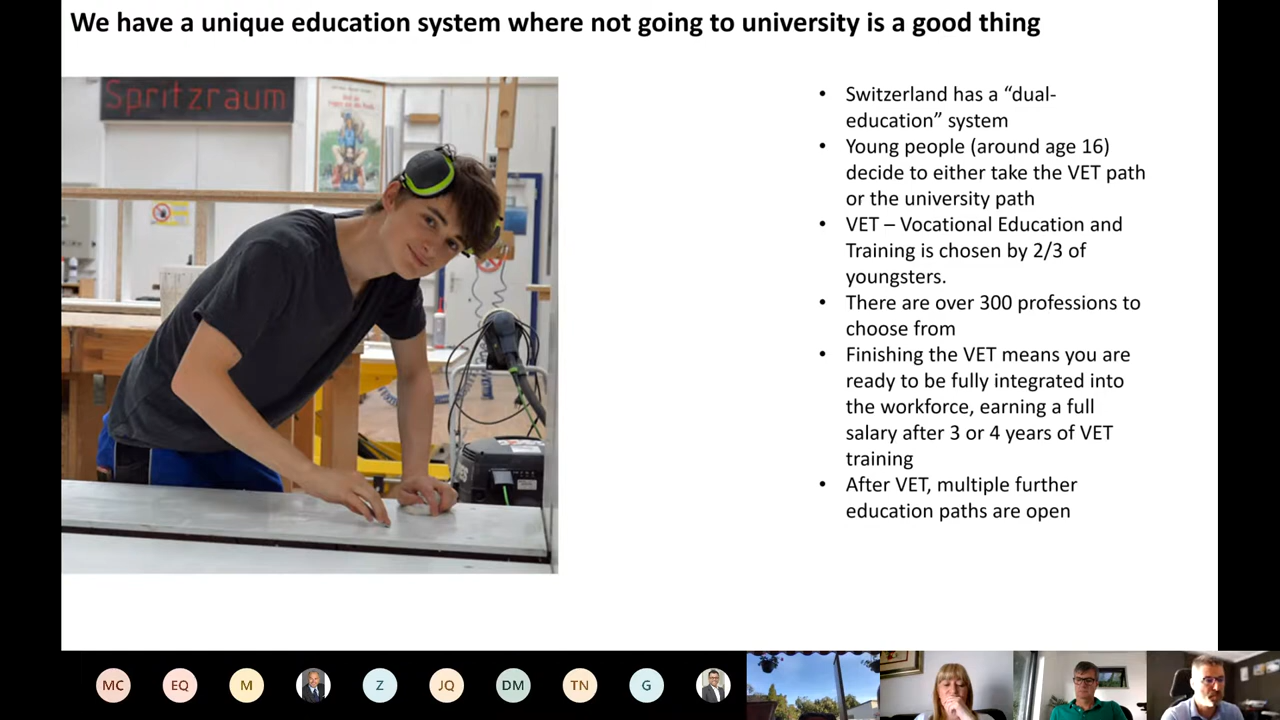 We have a unique education system where not going to university is a good thing
Spritzraum
• Switzerland has a “dual-
education” system
• Young people (around age 16)
decide to either take the VET path
or the university path
• VET – Vocational Education and
Training is chosen by 2/3 of
youngsters.
• There are over 300 professions to
choose from
• Finishing the VET means you are
ready to be fully integrated into
the workforce, earning a full
salary after 3 or 4 years of VET
training
• After VET, multiple further
education paths are open
MC
EQ
M
Z
JQ
DM
TN
G